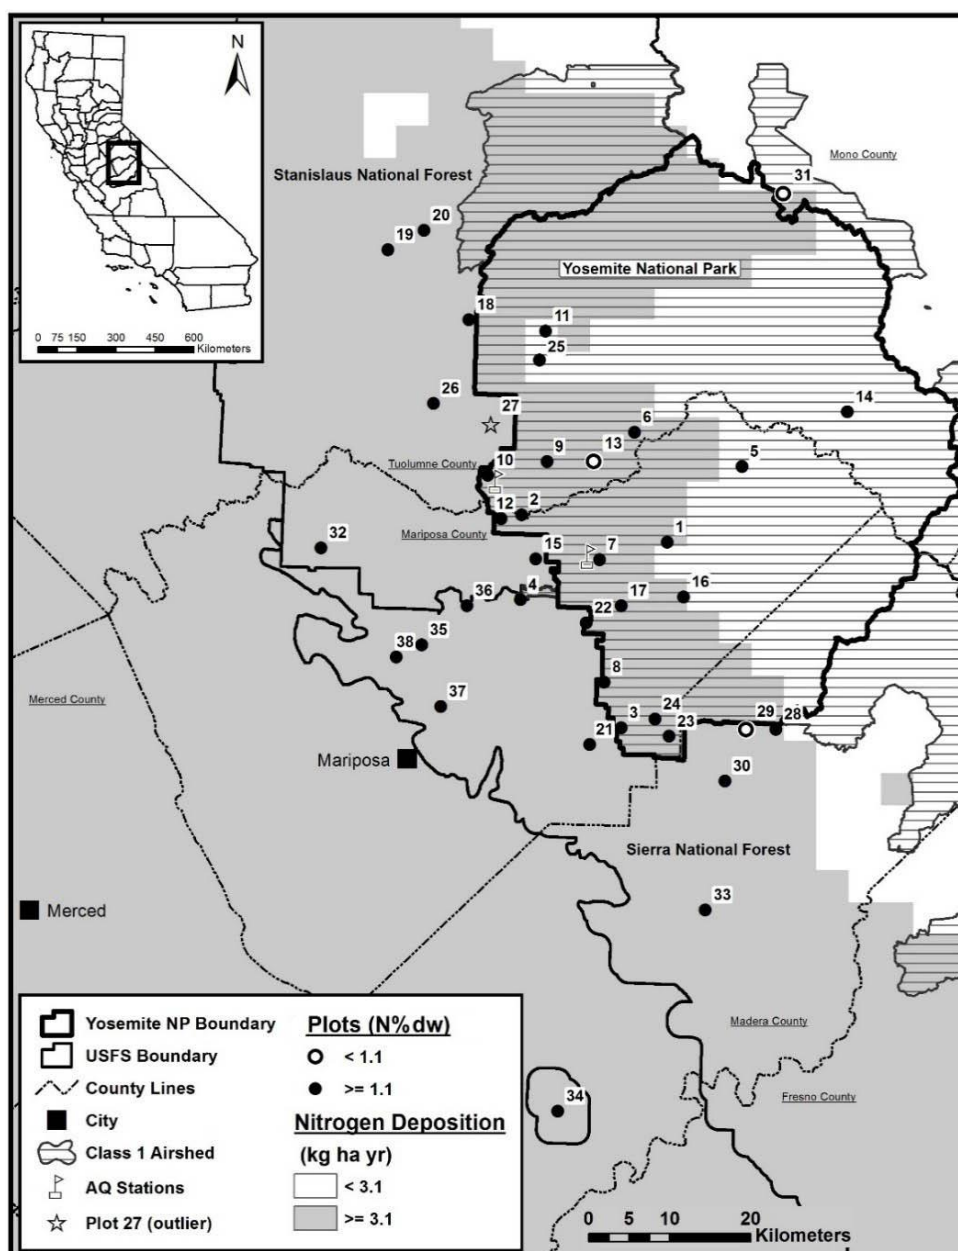 N
0 75 150 300 450 600
Kilometers
Stanislaus National Forest
Mono County
31
20
19
Yosemite National Park
18
11
25
26
27
6
14
9
13
5
Tuolumne County
10
12
2
Mariposa County
32
15
7
1
36
4
17
16
22
38
35
8
Merced County
37
24
29
28
3
23
21
Mariposa
30
Sierra National Forest
Merced
33
Madera County
Fresno County
34
Yosemite NP Boundary
USFS Boundary
County Lines
City
Class 1 Airshed
AQ Stations
Plot 27 (outlier)
Plots (N%dw)
< 1.1
>= 1.1
Nitrogen Deposition
(kg ha yr)
< 3.1
>= 3.1
0 5 10 20
Kilometers